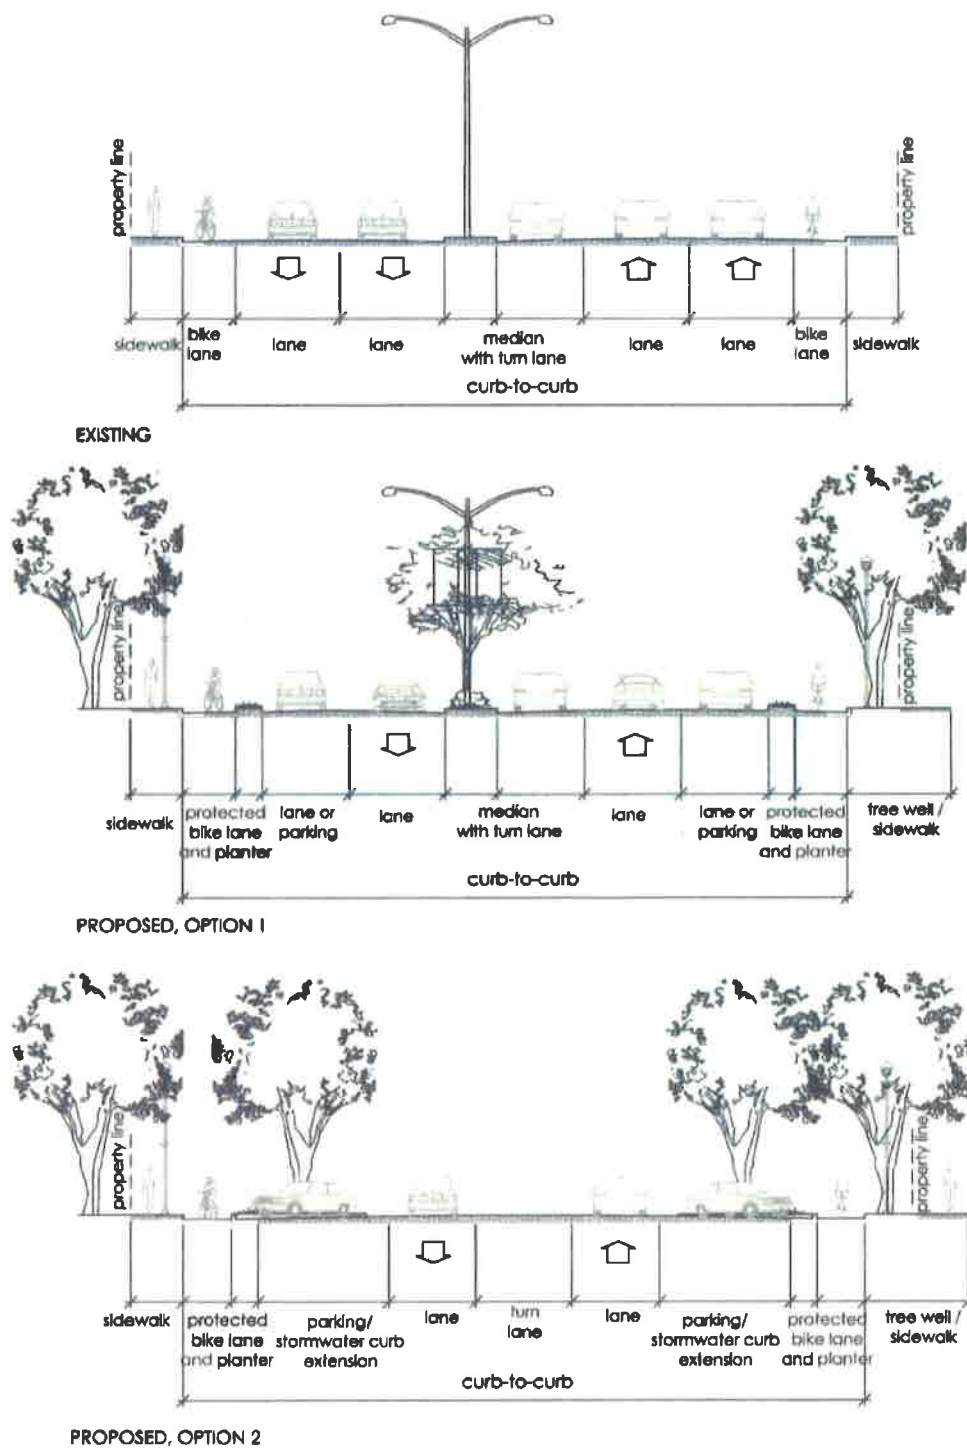 property line
property line
sidewalk
bike
lane
lane
lane
median
with turn lane
lane
lane
bike
lane
sidewalk
curb-to-curb
EXISTING
property line
property line
sidewalk
protected
bike lane
and planter
lane or
parking
lane
median
with turn lane
lane
lane or
parking
protected
bike lane
and planter
tree well /
sidewalk
curb-to-curb
PROPOSED, OPTION 1
property line
property line
sidewalk
protected
bike lane
and planter
parking/
stormwater curb
extension
lane
turn
lane
lane
parking/
stormwater curb
extension
protected
bike lane
and planter
tree well /
sidewalk
curb-to-curb
PROPOSED, OPTION 2